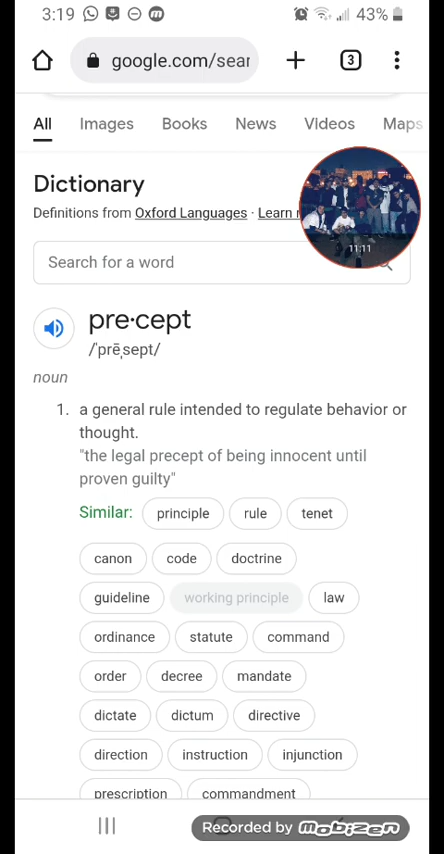 3:19 43%
google.com/sear 3
All Images Books News Videos Maps
Dictionary
Definitions from Oxford Languages · Learn
11:11
Search for a word
pre·cept
/ˈprēˌsept/
noun
1. a general rule intended to regulate behavior or
thought.
"the legal precept of being innocent until
proven guilty"
Similar: principle rule tenet
canon code doctrine
guideline working principle law
ordinance statute command
order decree mandate
dictate dictum directive
direction instruction injunction
prescription commandment
Recorded by Mobizen